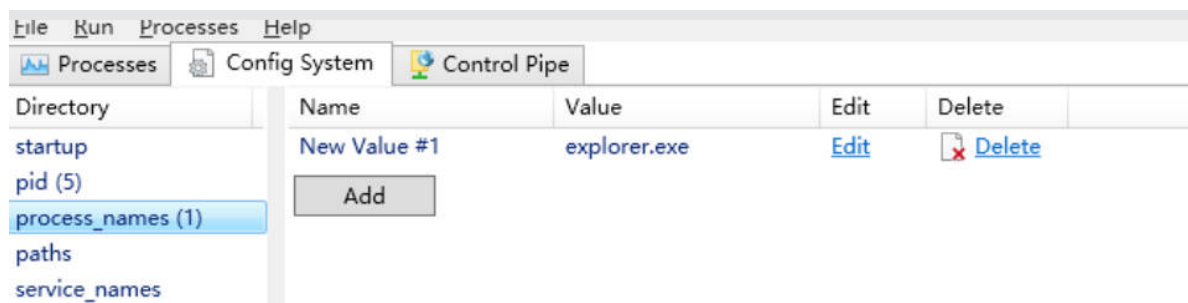 File Run Processes Help
Processes Config System Control Pipe
Directory Name Value Edit Delete
startup New Value #1 explorer.exe Edit Delete
pid (5)
Add
process_names (1)
paths
service_names